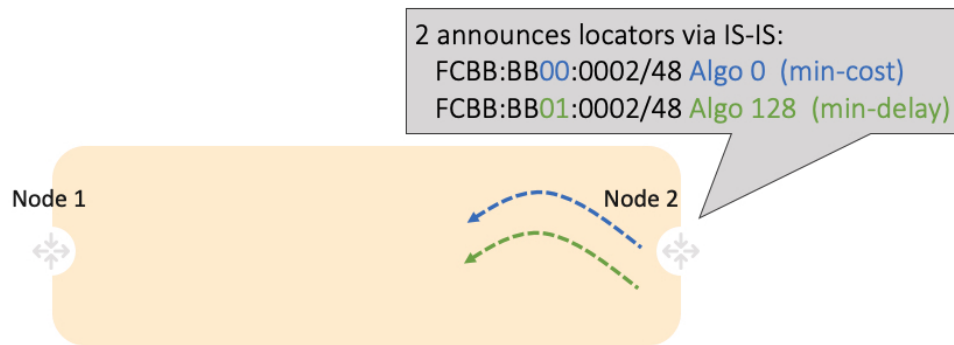 2 announces locators via IS-IS:
FCBB:BB00:0002/48 Algo 0 (min-cost)
FCBB:BB01:0002/48 Algo 128 (min-delay)
Node 1
Node 2